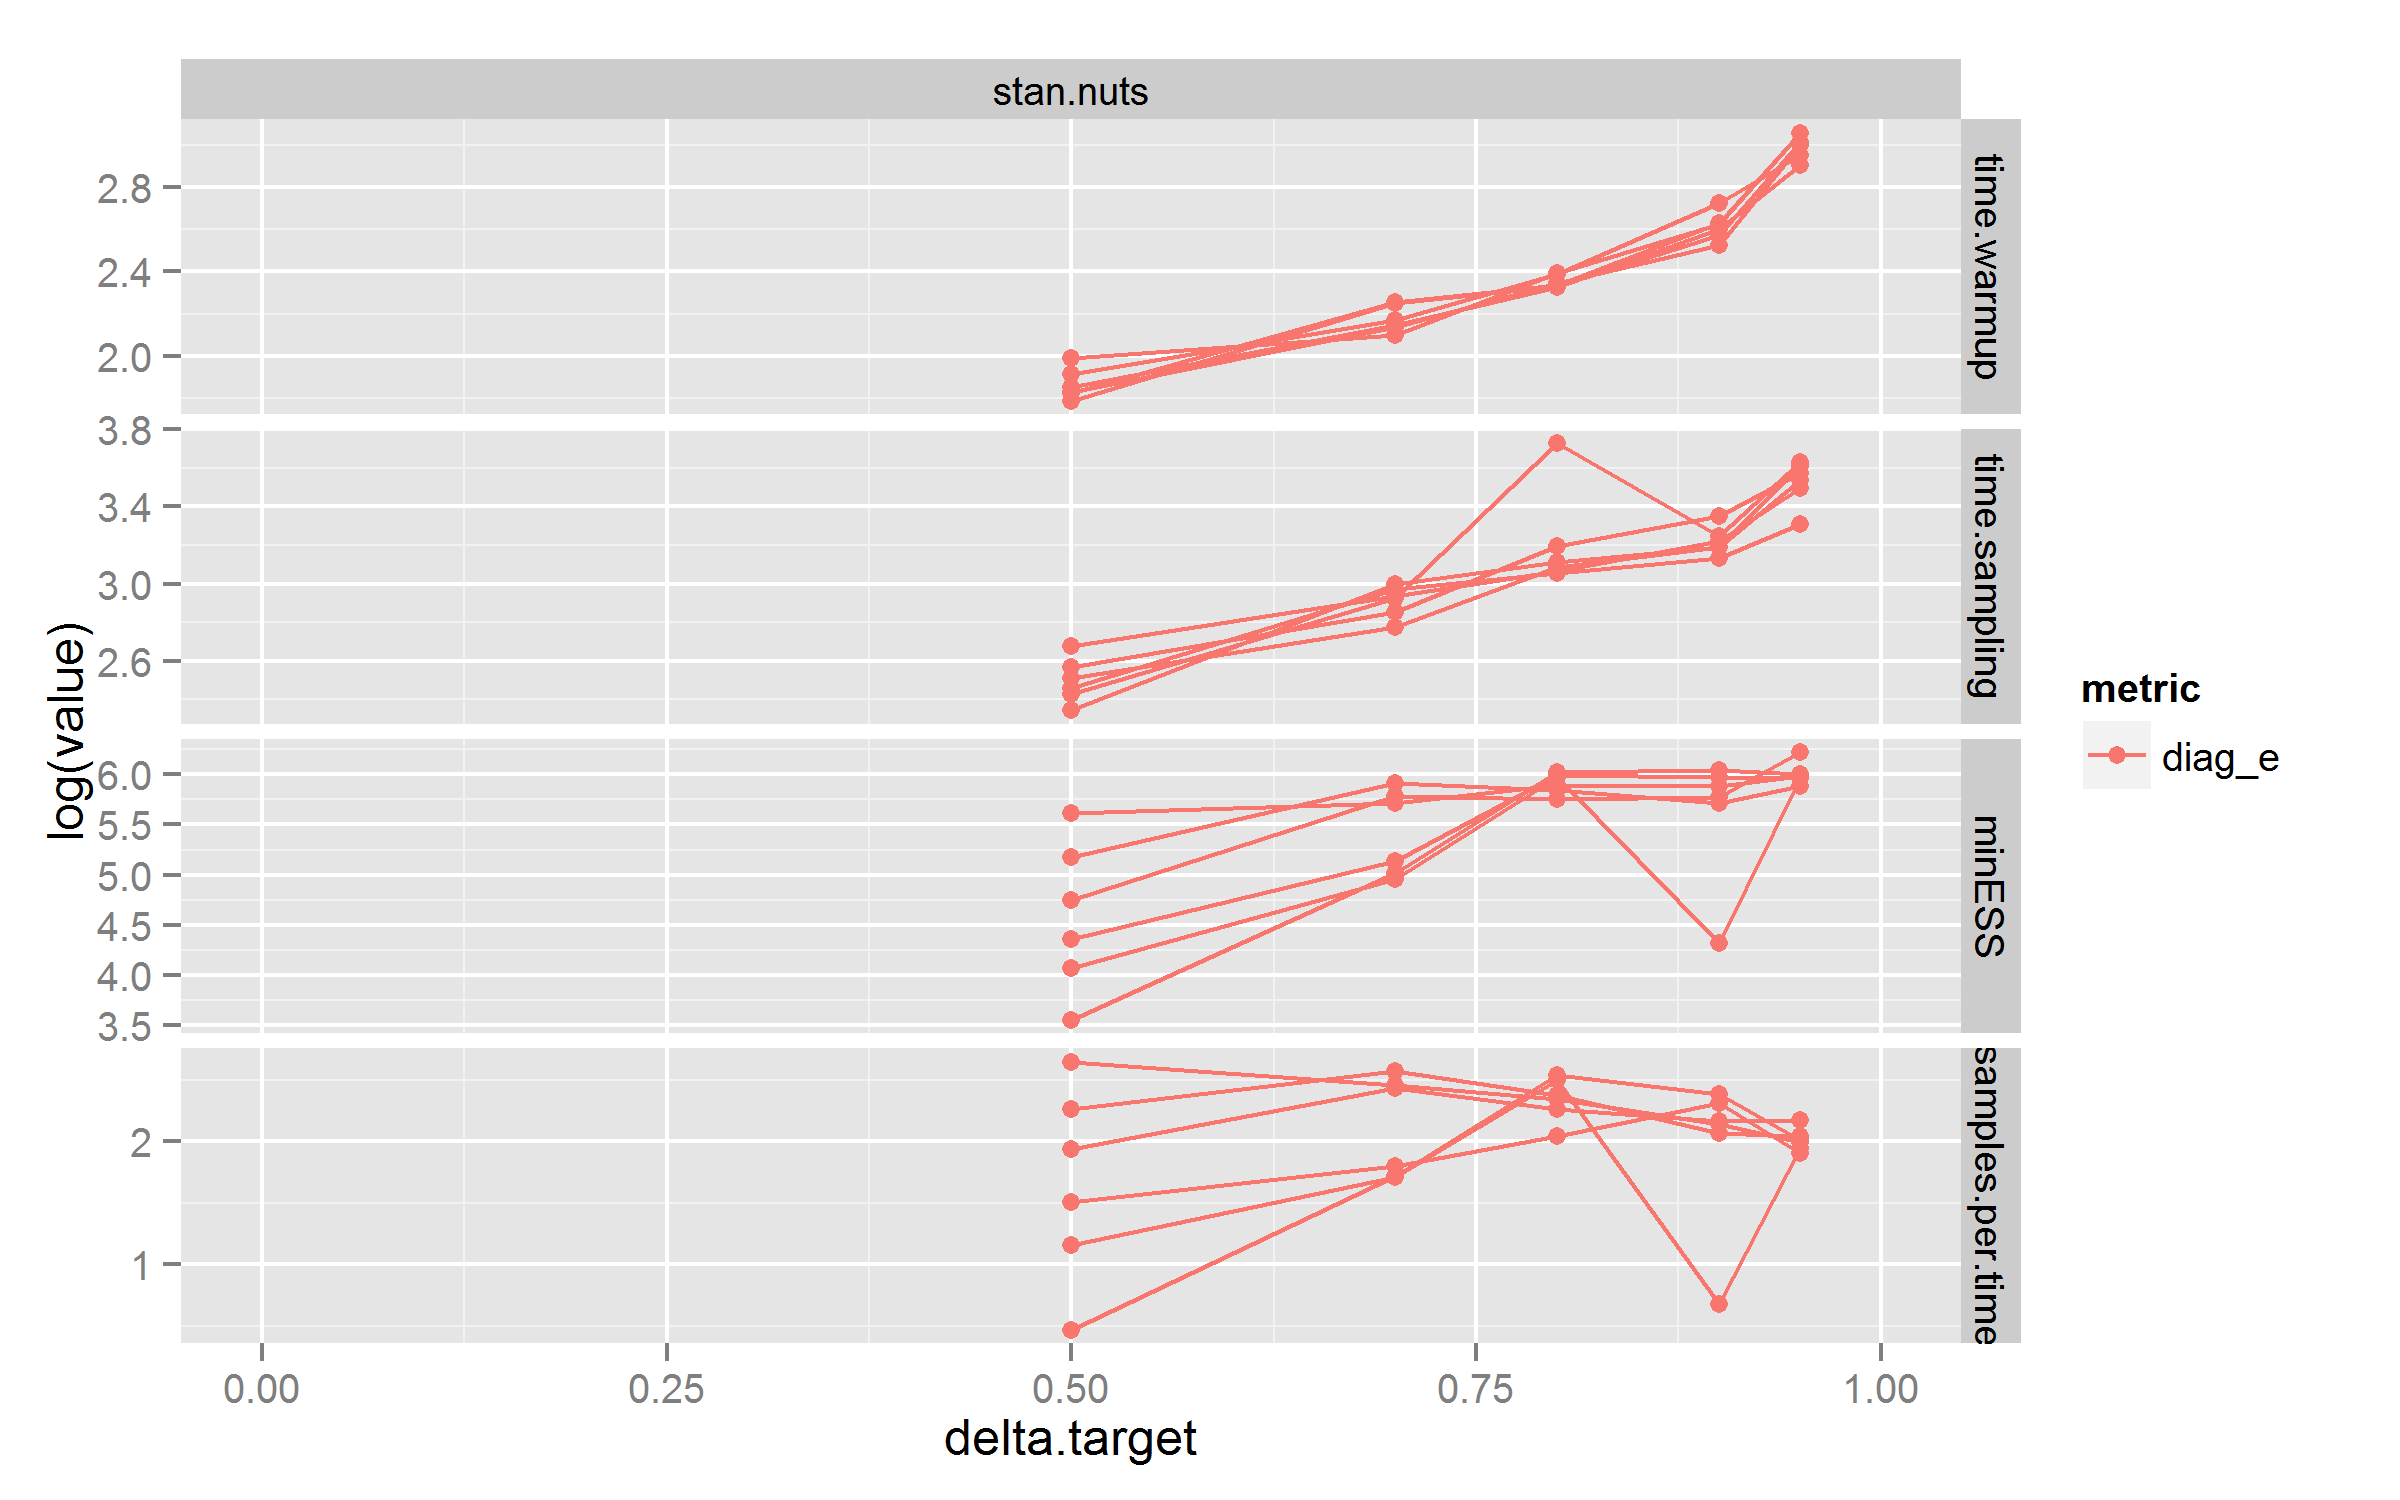 stan.nuts
2.8
2.4
2.0
time.warmup
3.8
3.4
3.0
2.6
time.sampling
6.0
5.5
5.0
4.5
4.0
3.5
minESS
2
1
samples.per.time
log(value)
0.00 0.25 0.50 0.75 1.00
delta.target
metric
diag_e